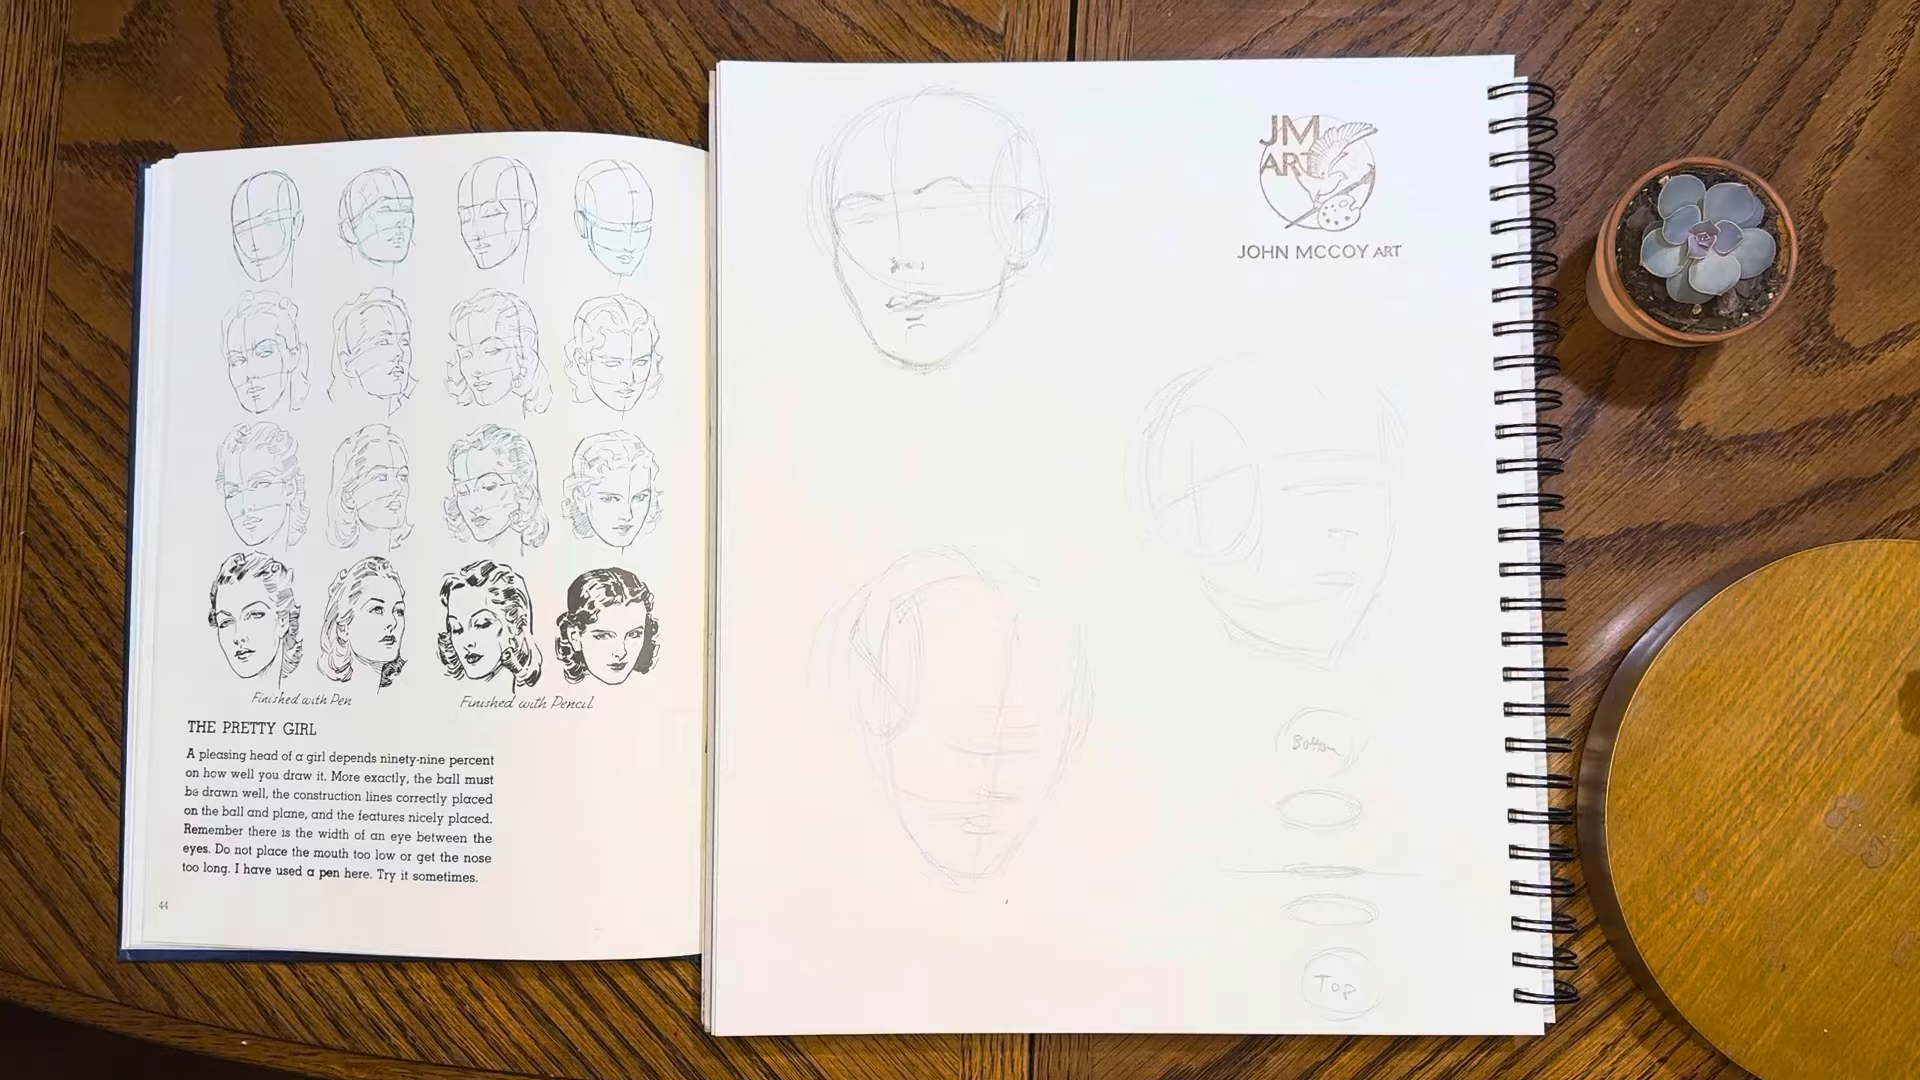 Finished with Pen
Finished with Pencil
THE PRETTY GIRL
A pleasing head of a girl depends ninety-nine percent
on how well you draw it. More exactly, the ball must
be drawn well, the construction lines correctly placed
on the ball and plane, and the features nicely placed.
Remember there is the width of an eye between the
eyes. Do not place the mouth too low or get the nose
too long. I have used a pen here. Try it sometimes.
44
JM
ART
JOHN MCCOY ART
Bottom
Top